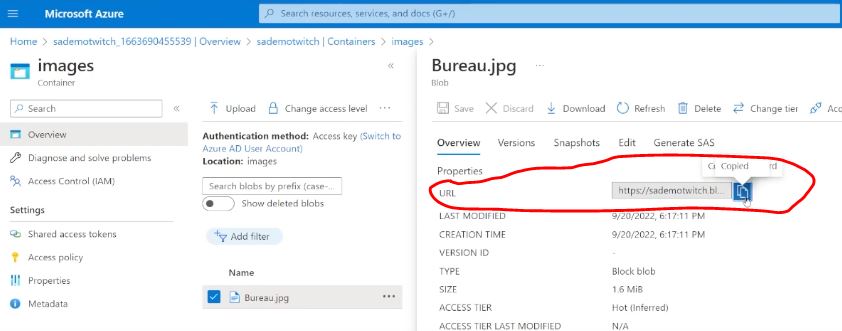 Microsoft Azure
Search resources, services, and docs (G+/)
Home > sademotwitch_1663690455539 | Overview > sademotwitch | Containers > images >
images
Container
Search
Overview
Diagnose and solve problems
Access Control (IAM)
Settings
Shared access tokens
Access policy
Properties
Metadata
Upload Change access level ...
Authentication method: Access key (Switch to
Azure AD User Account)
Location: images
Search blobs by prefix (case-...
Show deleted blobs
Add filter
Name
Bureau.jpg ...
Bureau.jpg ...
Blob
Save Discard Download Refresh Delete Change tier Acq
Overview Versions Snapshots Edit Generate SAS
Properties
Copied
URL https://sademotwitch.bl...
LAST MODIFIED 9/20/2022, 6:17:11 PM
CREATION TIME 9/20/2022, 6:17:11 PM
VERSION ID -
TYPE Block blob
SIZE 1.6 MiB
ACCESS TIER Hot (Inferred)
ACCESS TIER LAST MODIFIED N/A